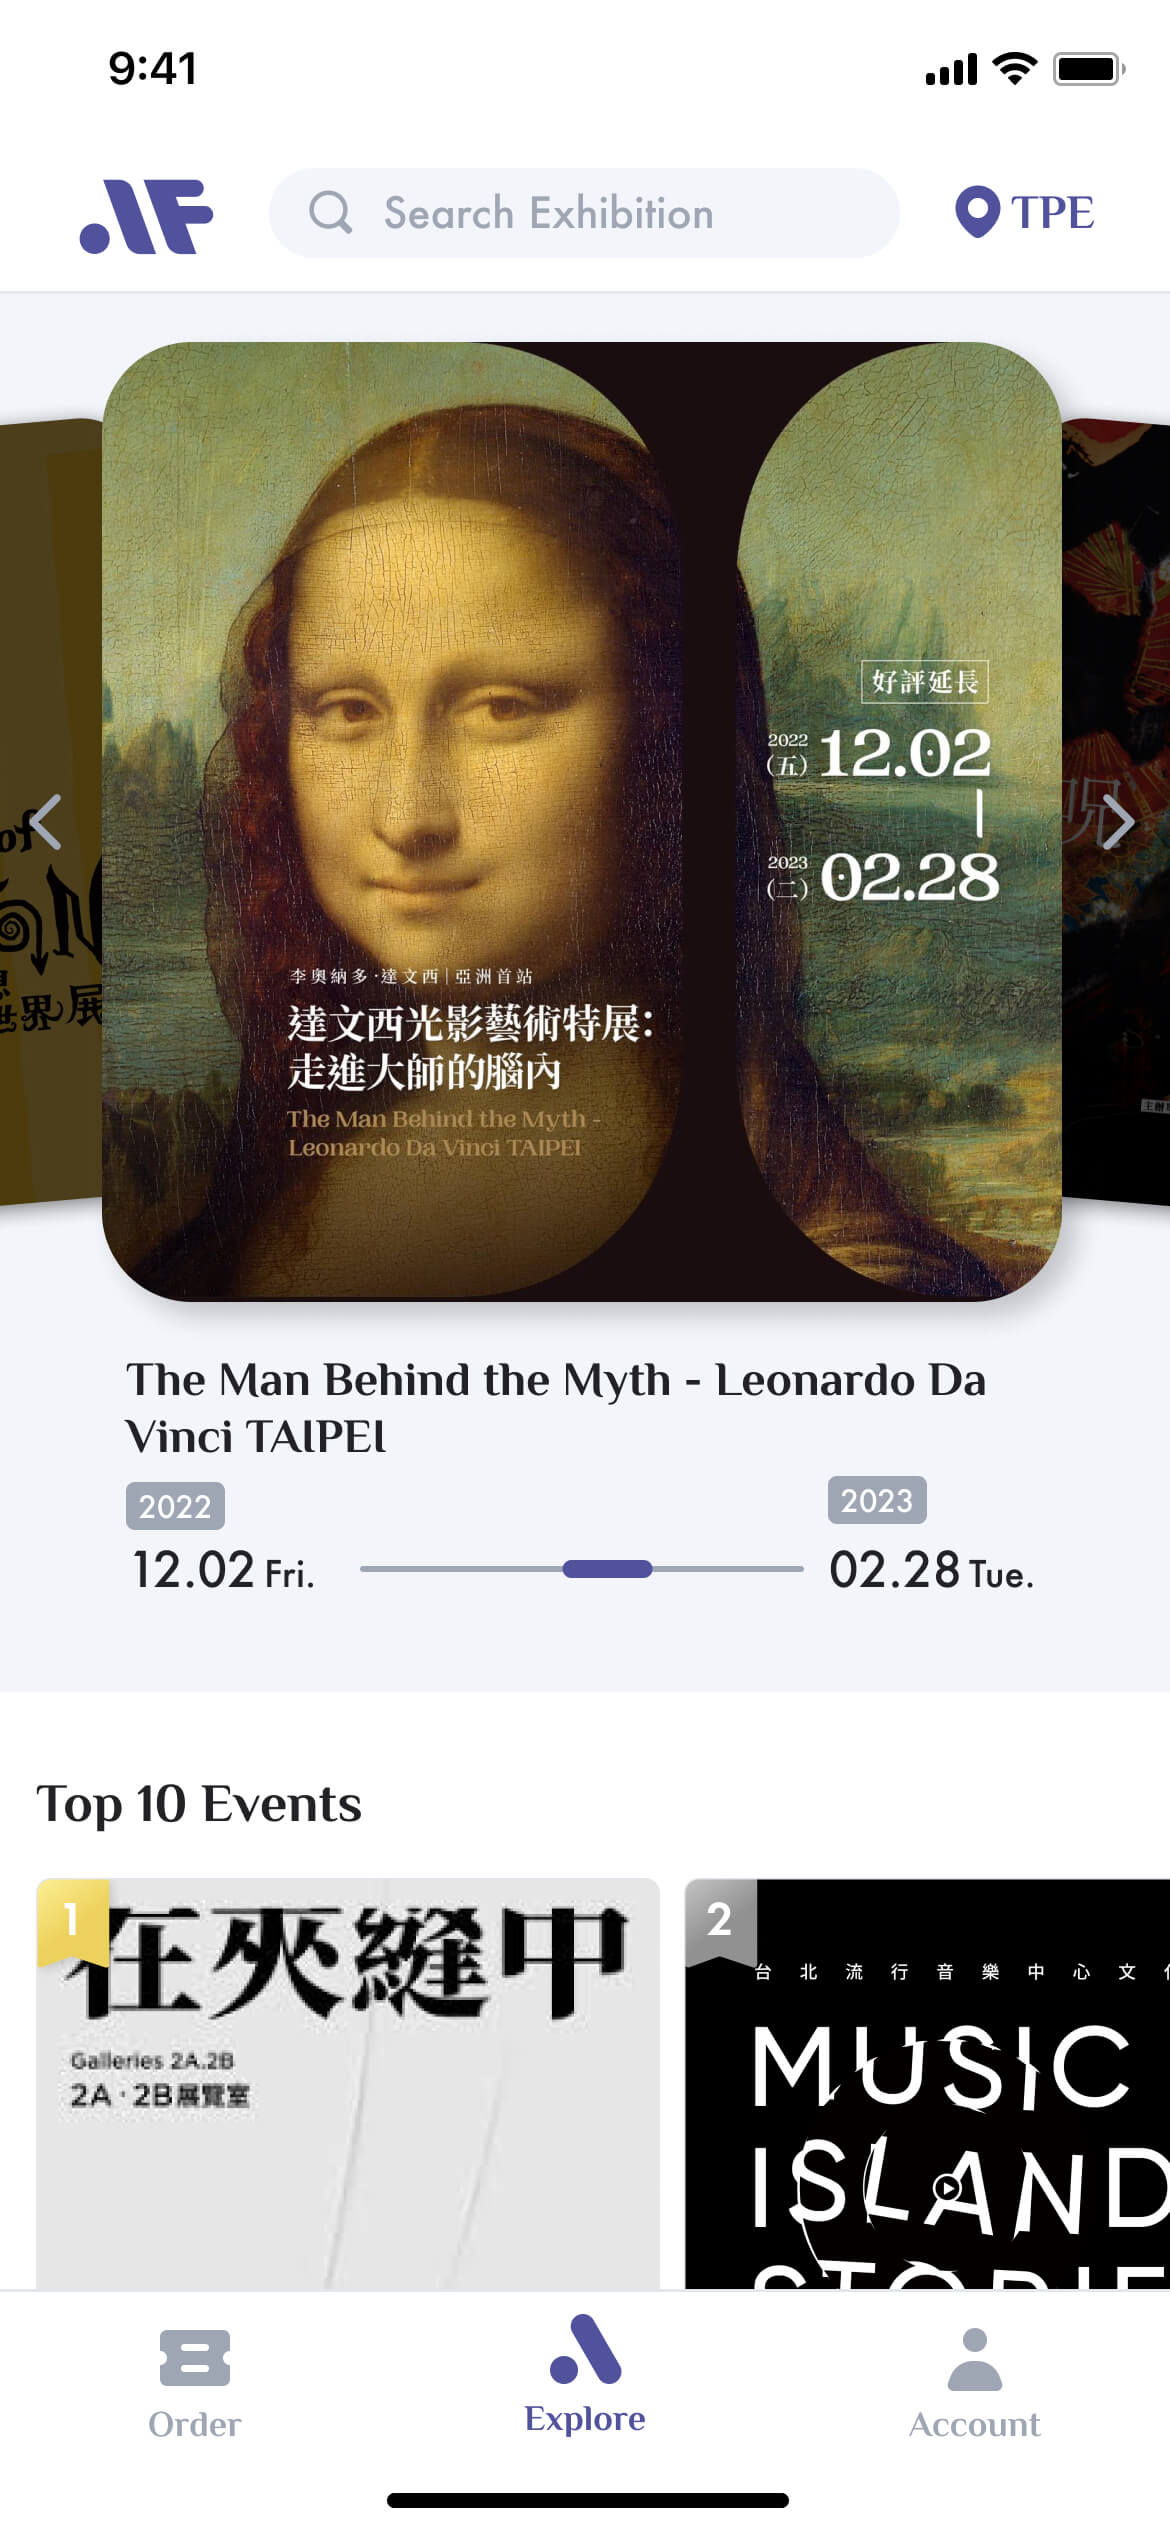 9:41
Search Exhibition
TPE
of
界展
呪
好評延長
2022
(五) 12.02
2023
(二) 02.28
李奧納多·達文西|亞洲首站
達文西光影藝術特展:
走進大師的腦內
The Man Behind the Myth -
Leonardo Da Vinci TAIPEI
The Man Behind the Myth - Leonardo Da
Vinci TAIPEI
2022
2023
12.02 Fri.
02.28 Tue.
Top 10 Events
1
在夾縫中
Galleries 2A.2B
2A·2B展覽室
2
台北流行音樂中心文
MUSIC
ISLAND
STORIE
Order
Explore
Account